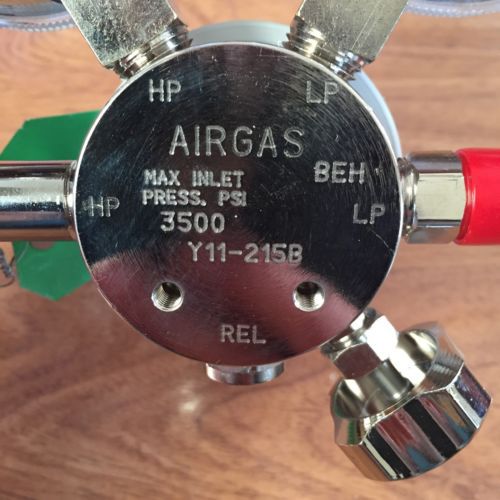 HP LP
AIRGAS
MAX INLET
PRESS. PSI
3500
BEH
HP
LP
Y11-215B
REL